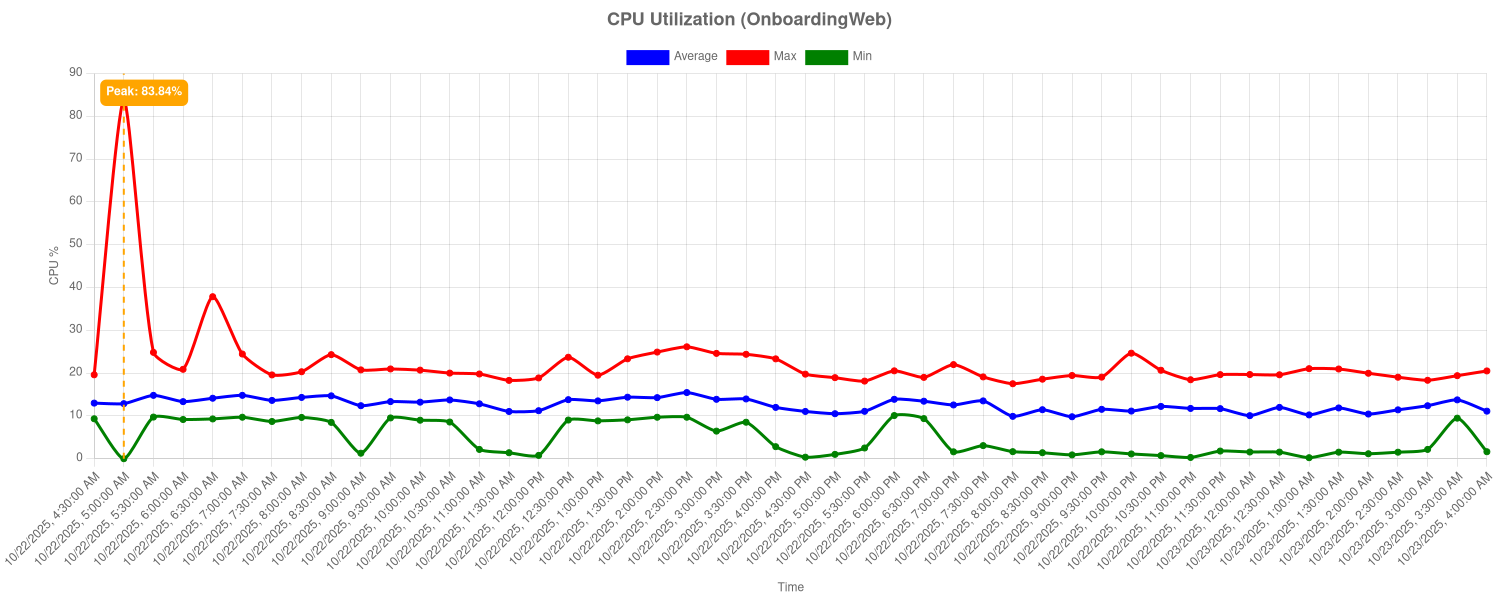 CPU Utilization (OnboardingWeb)
Average Max Min
Peak: 83.84%
CPU %
90
80
70
60
50
40
30
20
10
0
10/22/2025, 4:30:00 AM
10/22/2025, 5:00:00 AM
10/22/2025, 5:30:00 AM
10/22/2025, 6:00:00 AM
10/22/2025, 6:30:00 AM
10/22/2025, 7:00:00 AM
10/22/2025, 7:30:00 AM
10/22/2025, 8:00:00 AM
10/22/2025, 8:30:00 AM
10/22/2025, 9:00:00 AM
10/22/2025, 9:30:00 AM
10/22/2025, 10:00:00 AM
10/22/2025, 10:30:00 AM
10/22/2025, 11:00:00 AM
10/22/2025, 11:30:00 AM
10/22/2025, 12:00:00 PM
10/22/2025, 12:30:00 PM
10/22/2025, 1:00:00 PM
10/22/2025, 1:30:00 PM
10/22/2025, 2:00:00 PM
10/22/2025, 2:30:00 PM
10/22/2025, 3:00:00 PM
10/22/2025, 3:30:00 PM
10/22/2025, 4:00:00 PM
10/22/2025, 4:30:00 PM
10/22/2025, 5:00:00 PM
10/22/2025, 5:30:00 PM
10/22/2025, 6:00:00 PM
10/22/2025, 6:30:00 PM
10/22/2025, 7:00:00 PM
10/22/2025, 7:30:00 PM
10/22/2025, 8:00:00 PM
10/22/2025, 8:30:00 PM
10/22/2025, 9:00:00 PM
10/22/2025, 9:30:00 PM
10/22/2025, 10:00:00 PM
10/22/2025, 10:30:00 PM
10/22/2025, 11:00:00 PM
10/22/2025, 11:30:00 PM
10/23/2025, 12:00:00 AM
10/23/2025, 12:30:00 AM
10/23/2025, 1:00:00 AM
10/23/2025, 1:30:00 AM
10/23/2025, 2:00:00 AM
10/23/2025, 2:30:00 AM
10/23/2025, 3:00:00 AM
10/23/2025, 3:30:00 AM
10/23/2025, 4:00:00 AM
Time